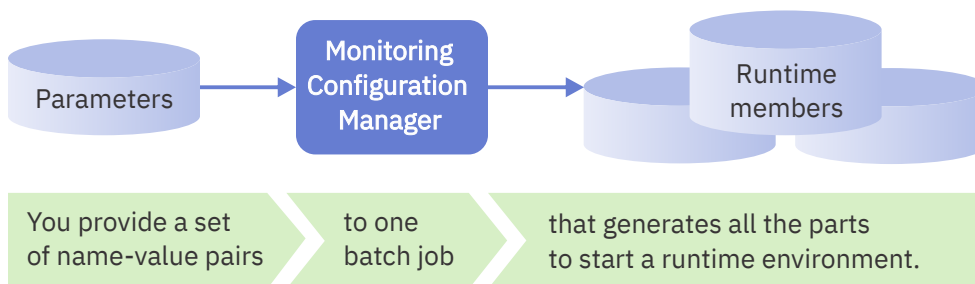 Parameters
Monitoring
Configuration
Manager
Runtime
members
You provide a set
of name-value pairs
to one
batch job
that generates all the parts
to start a runtime environment.